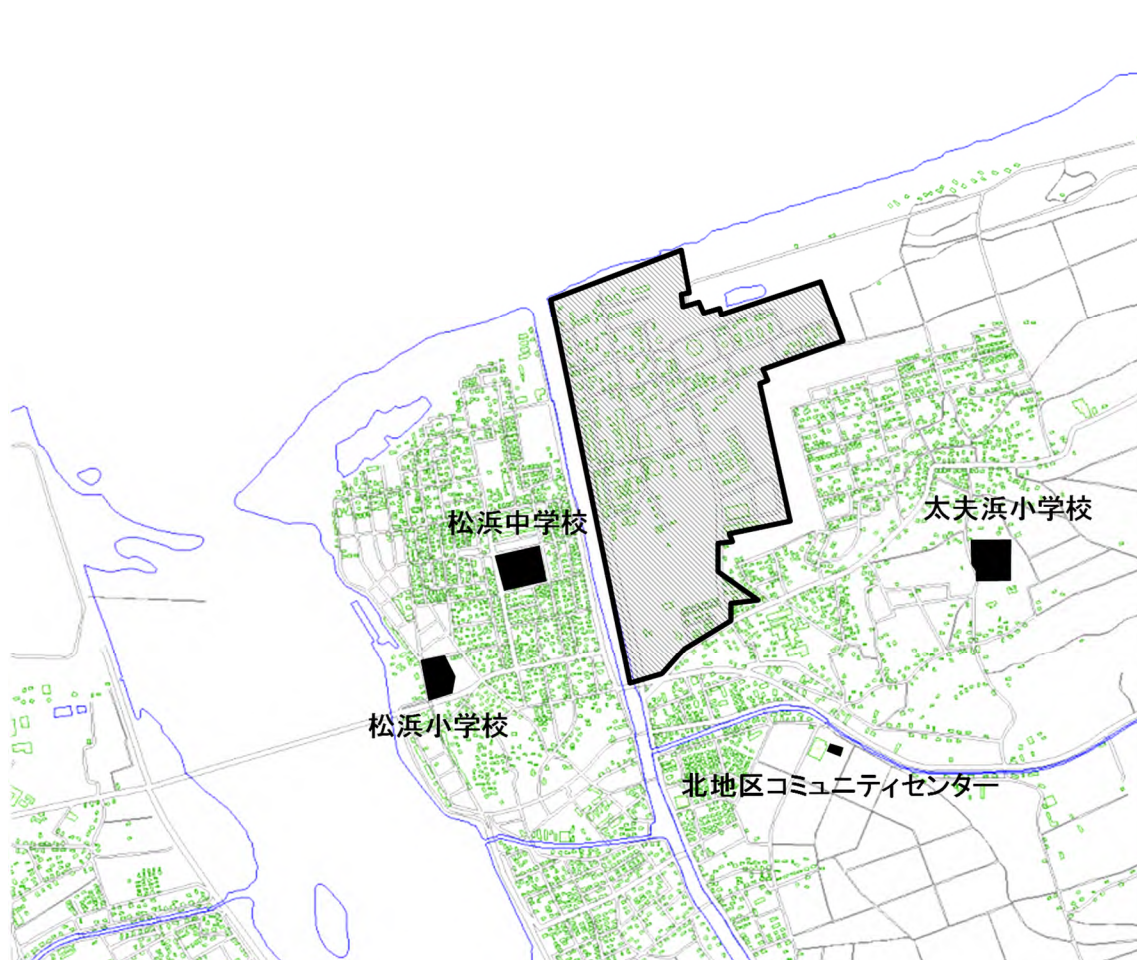 太夫浜小学校
松浜中学校
松浜小学校
北地区コミュニティセンター